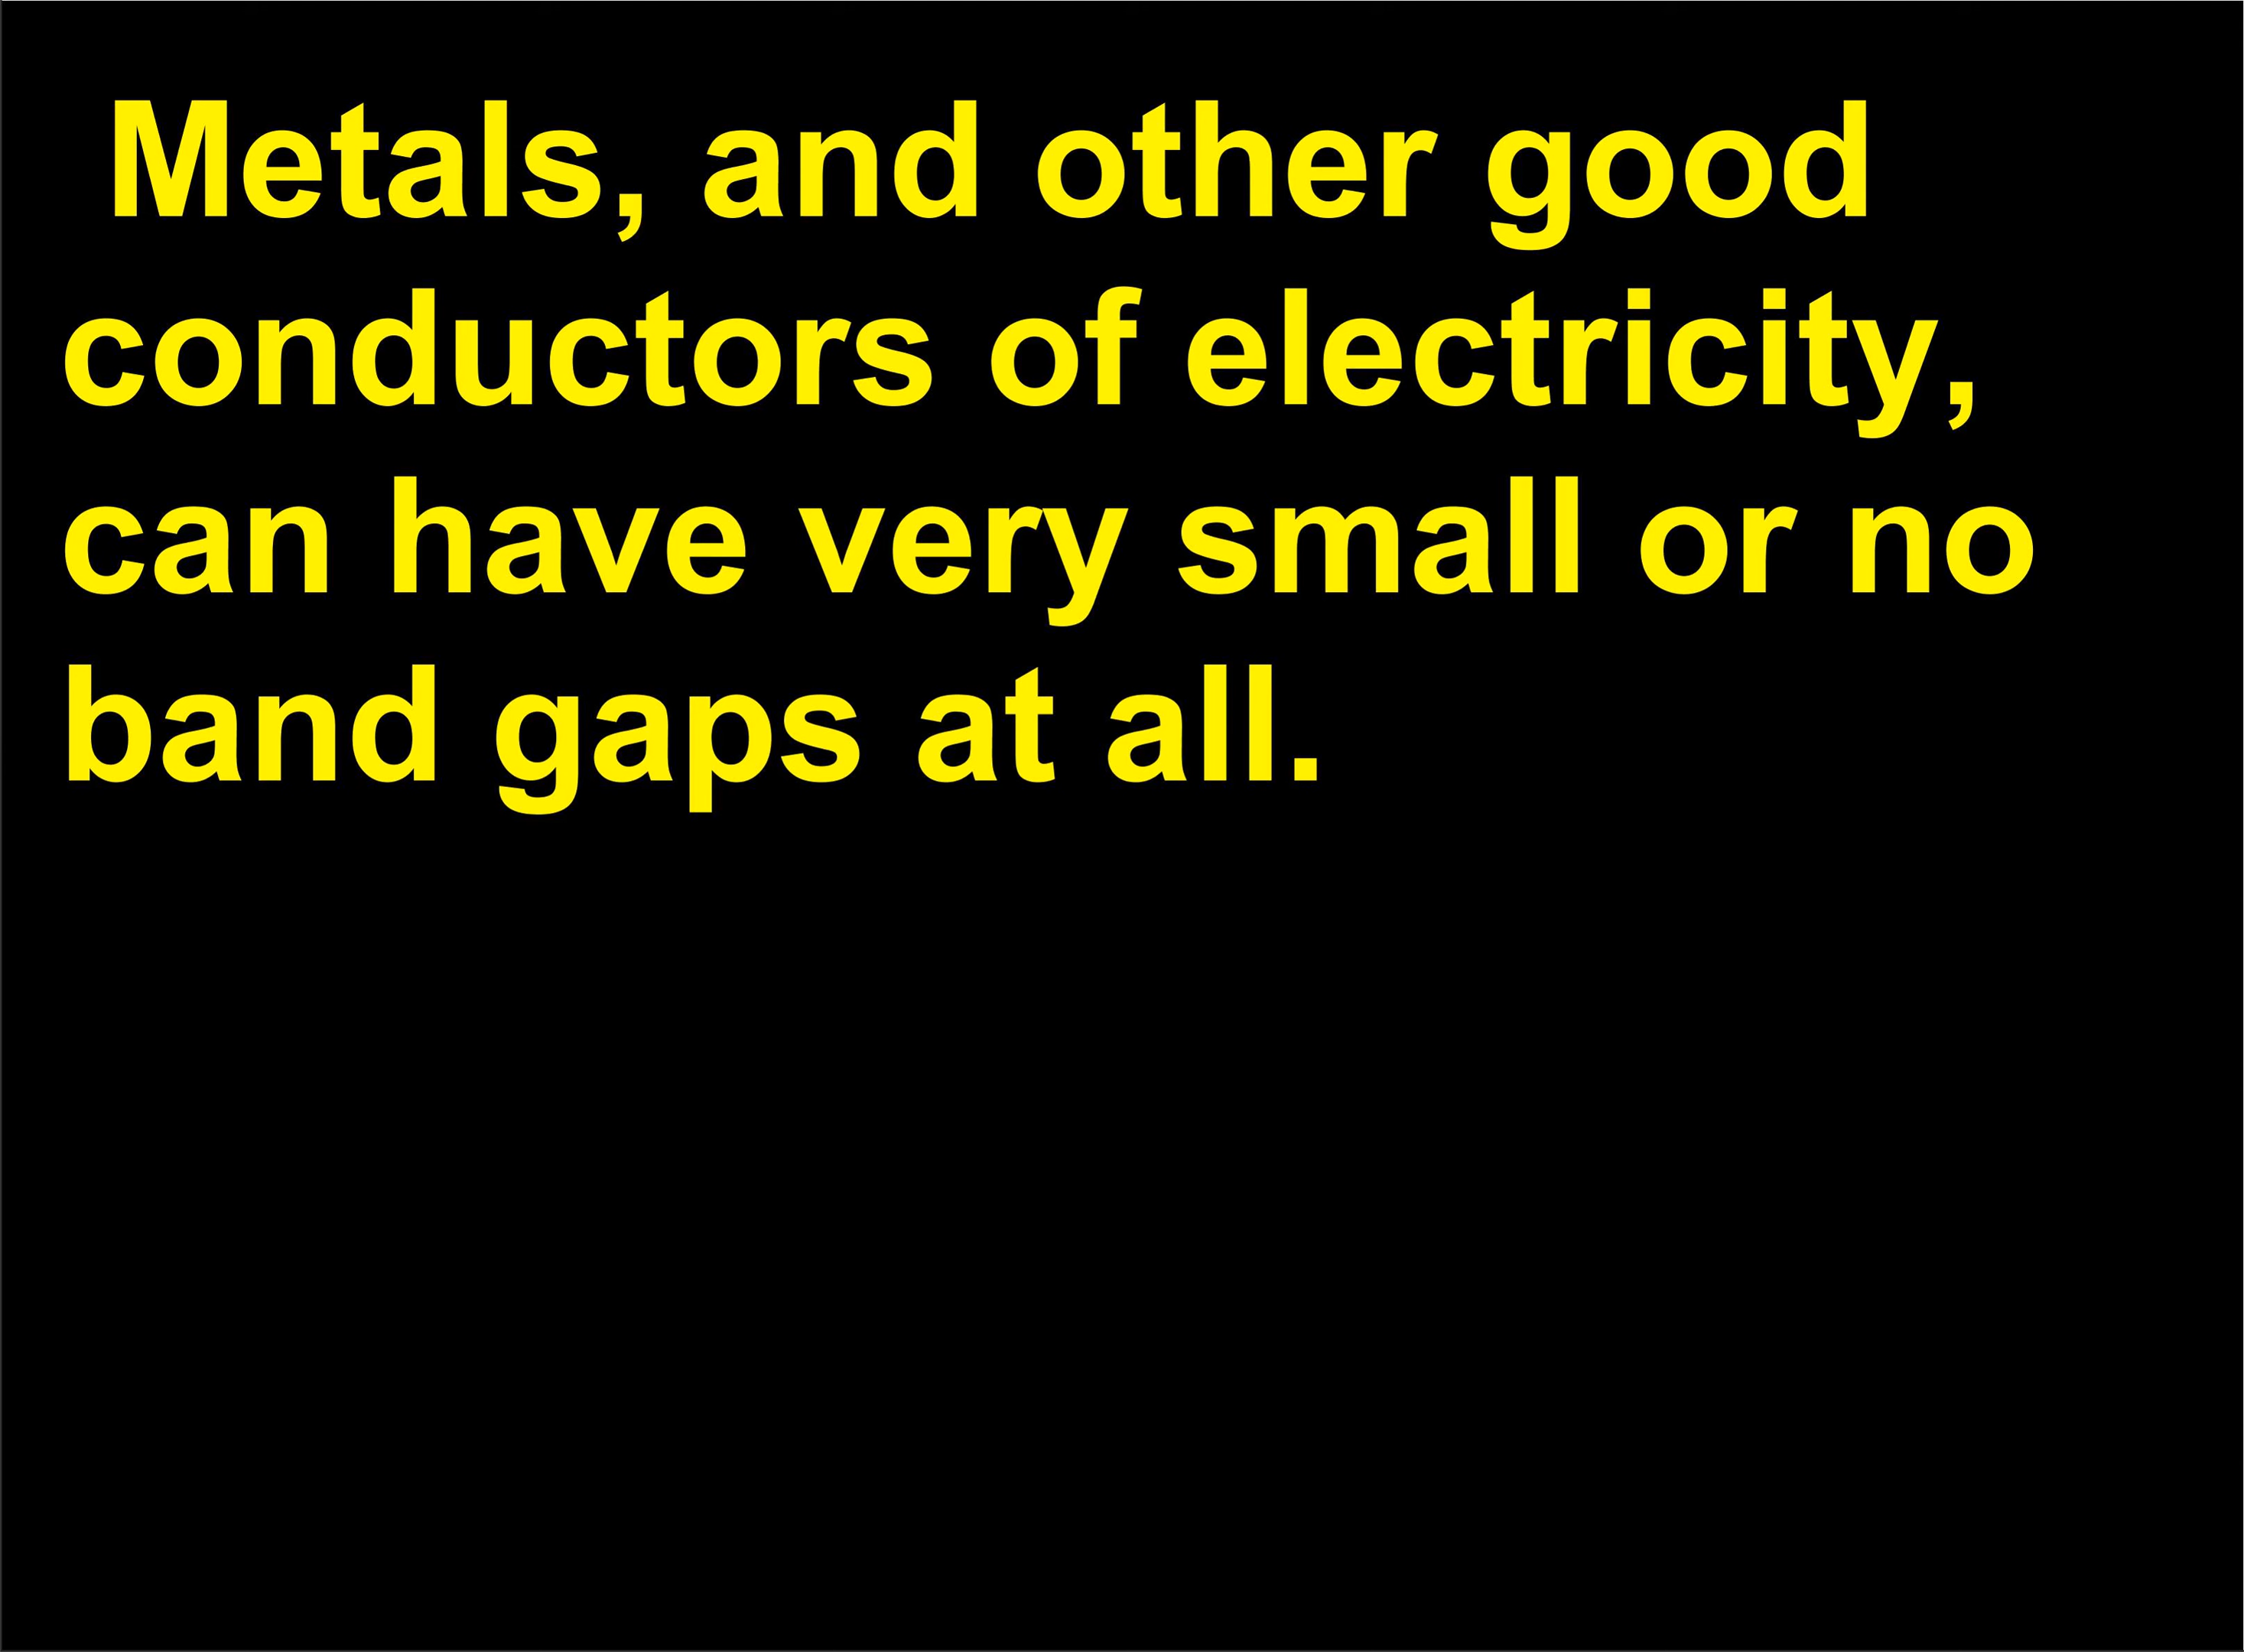 Metals, and other good
conductors of electricity,
can have very small or no
band gaps at all.